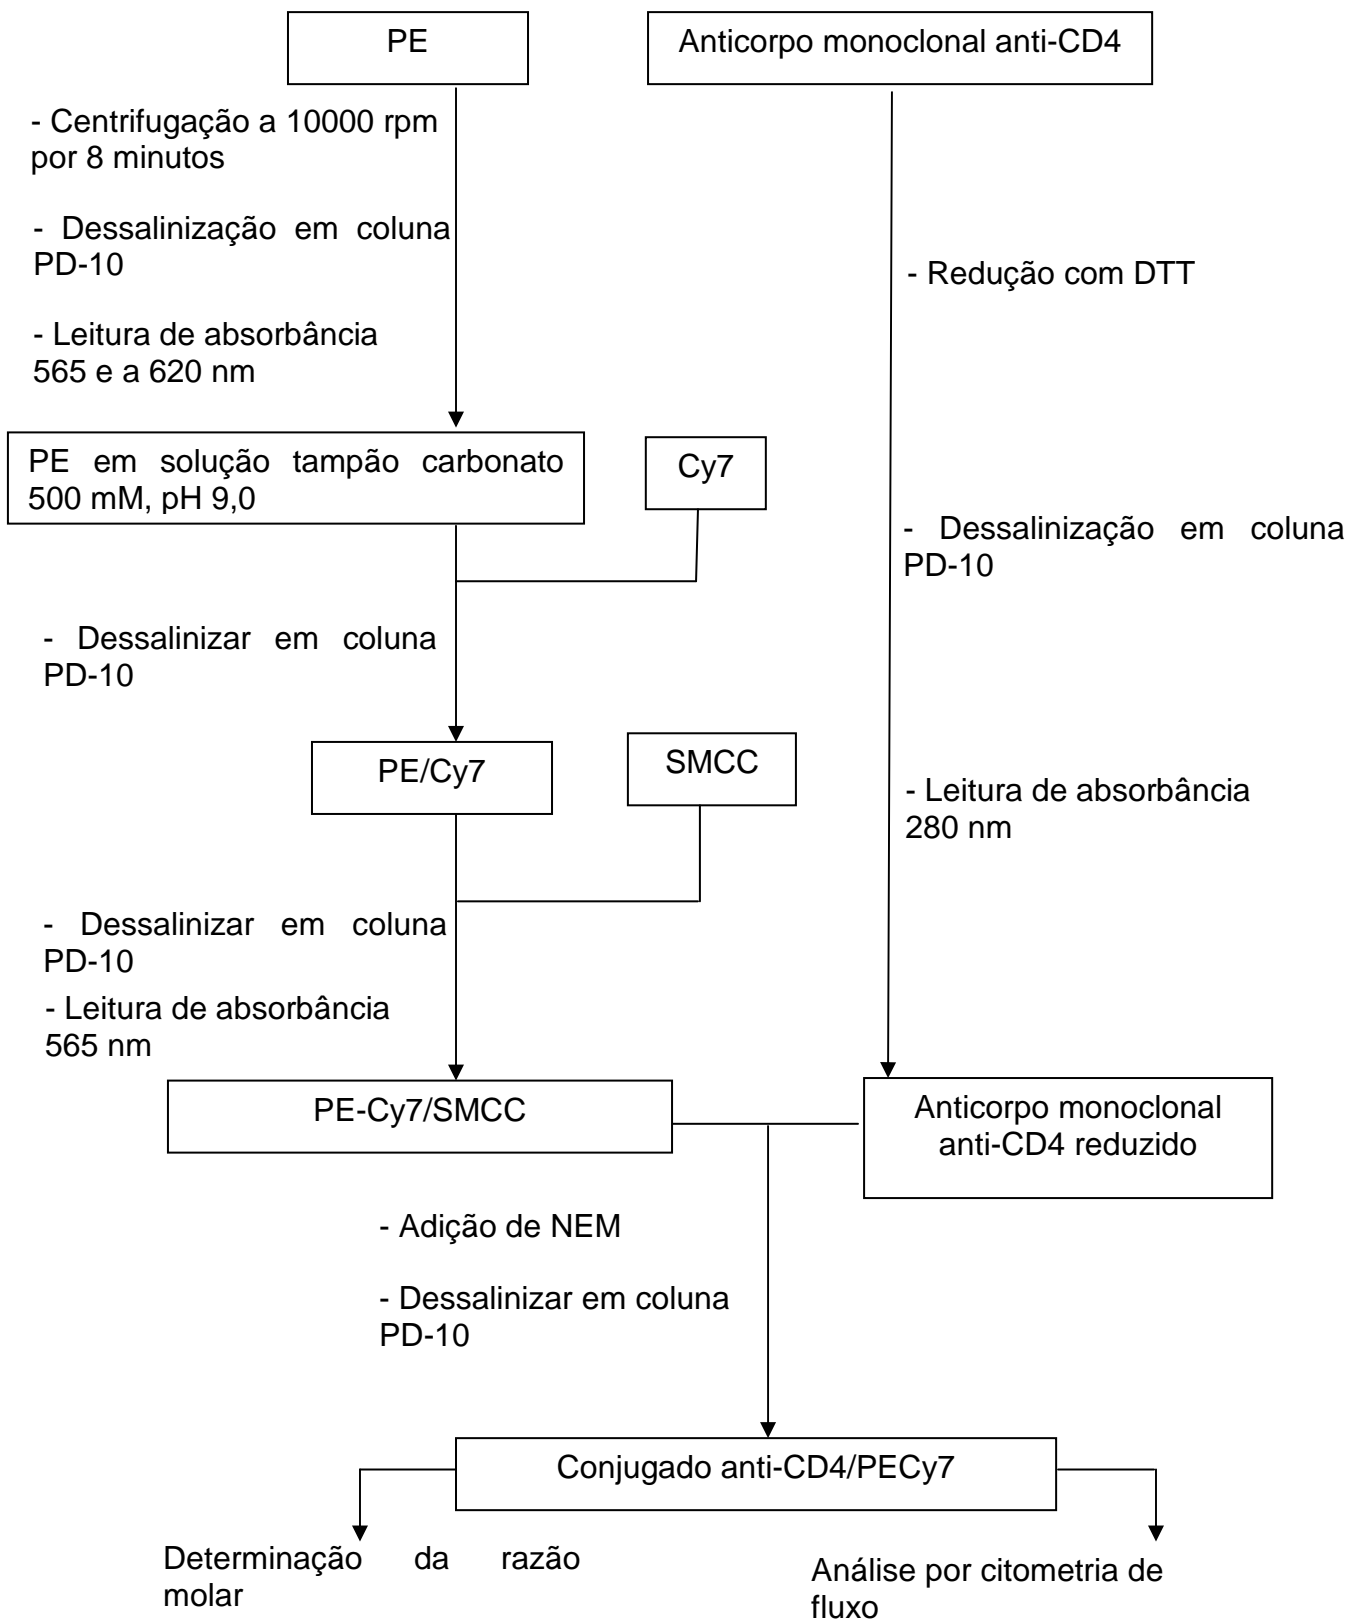 PE
Anticorpo monoclonal anti-CD4
- Centrifugação a 10000 rpm
por 8 minutos
- Dessalinização em coluna
PD-10
- Redução com DTT
- Leitura de absorbância
565 e a 620 nm
PE em solução tampão carbonato
500 mM, pH 9,0
Cy7
- Dessalinização em coluna
PD-10
- Dessalinizar em coluna
PD-10
PE/Cy7
SMCC
- Leitura de absorbância
280 nm
- Dessalinizar em coluna
PD-10
- Leitura de absorbância
565 nm
PE-Cy7/SMCC
Anticorpo monoclonal
anti-CD4 reduzido
- Adição de NEM
- Dessalinizar em coluna
PD-10
Conjugado anti-CD4/PECy7
Determinação da razão
molar
Análise por citometria de
fluxo